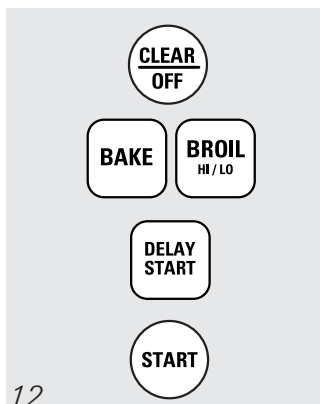 CLEAR
OFF
BAKE
BROIL
HI / LO
DELAY
START
START
12